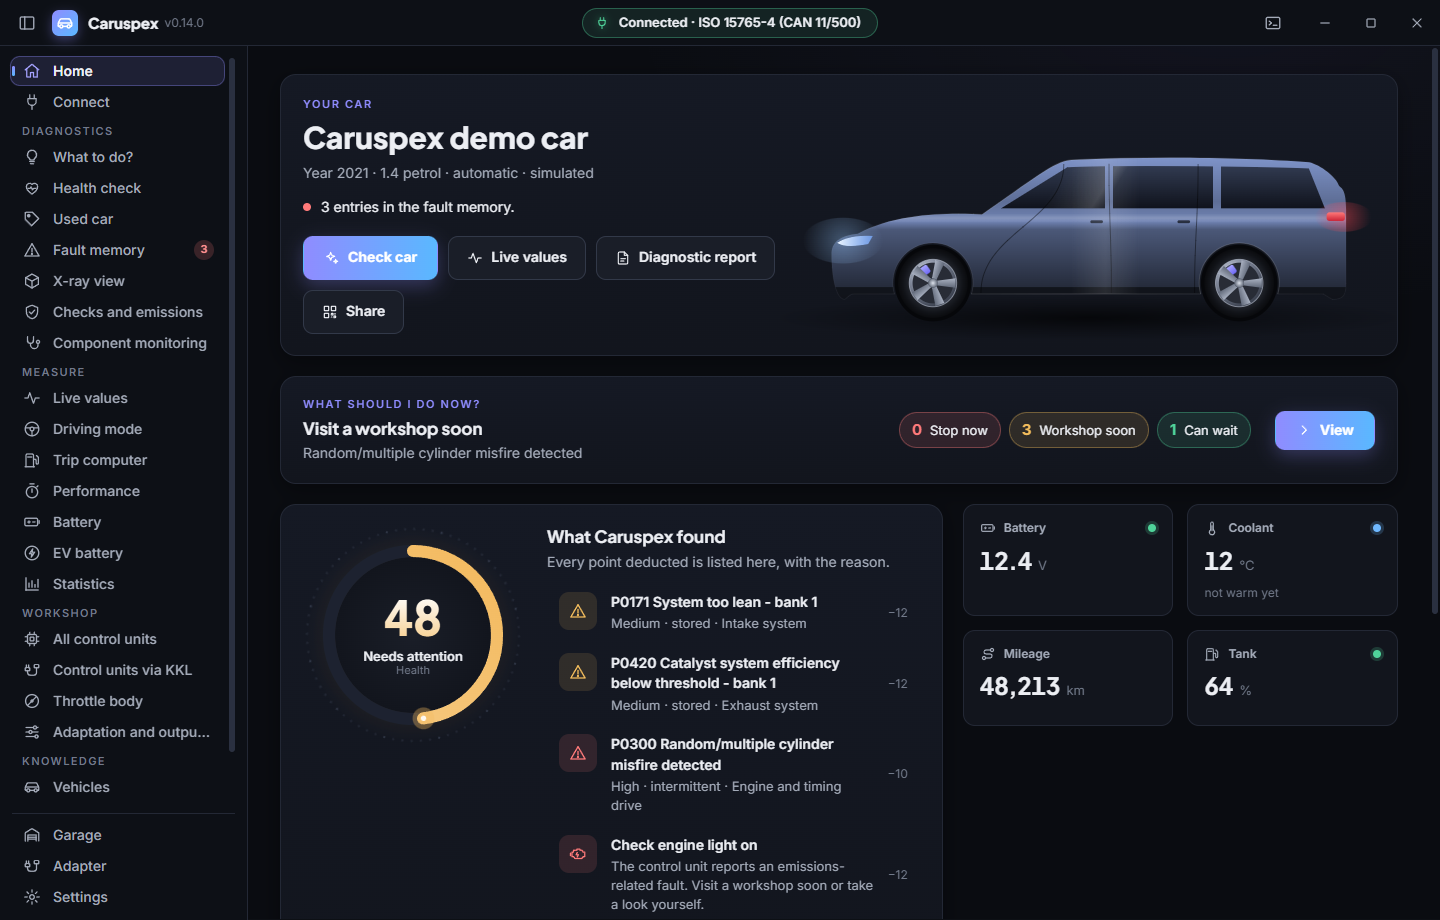 Caruspex v0.14.0
Connected · ISO 15765-4 (CAN 11/500)
Home
Connect
DIAGNOSTICS
What to do?
Health check
Used car
Fault memory 3
X-ray view
Checks and emissions
Component monitoring
MEASURE
Live values
Driving mode
Trip computer
Performance
Battery
EV battery
Statistics
WORKSHOP
All control units
Control units via KKL
Throttle body
Adaptation and outpu...
KNOWLEDGE
Vehicles
Garage
Adapter
Settings
YOUR CAR
Caruspex demo car
Year 2021 · 1.4 petrol · automatic · simulated
3 entries in the fault memory.
Check car
Live values
Diagnostic report
Share
WHAT SHOULD I DO NOW?
Visit a workshop soon
Random/multiple cylinder misfire detected
0 Stop now
3 Workshop soon
1 Can wait
View
48
Needs attention
Health
What Caruspex found
Every point deducted is listed here, with the reason.
P0171 System too lean - bank 1
Medium · stored · Intake system
−12
P0420 Catalyst system efficiency
below threshold - bank 1
Medium · stored · Exhaust system
−12
P0300 Random/multiple cylinder
misfire detected
High · intermittent · Engine and timing
drive
−10
Check engine light on
The control unit reports an emissions-
related fault. Visit a workshop soon or take
a look yourself.
−12
Battery
12.4 V
Coolant
12 °C
not warm yet
Mileage
48,213 km
Tank
64 %